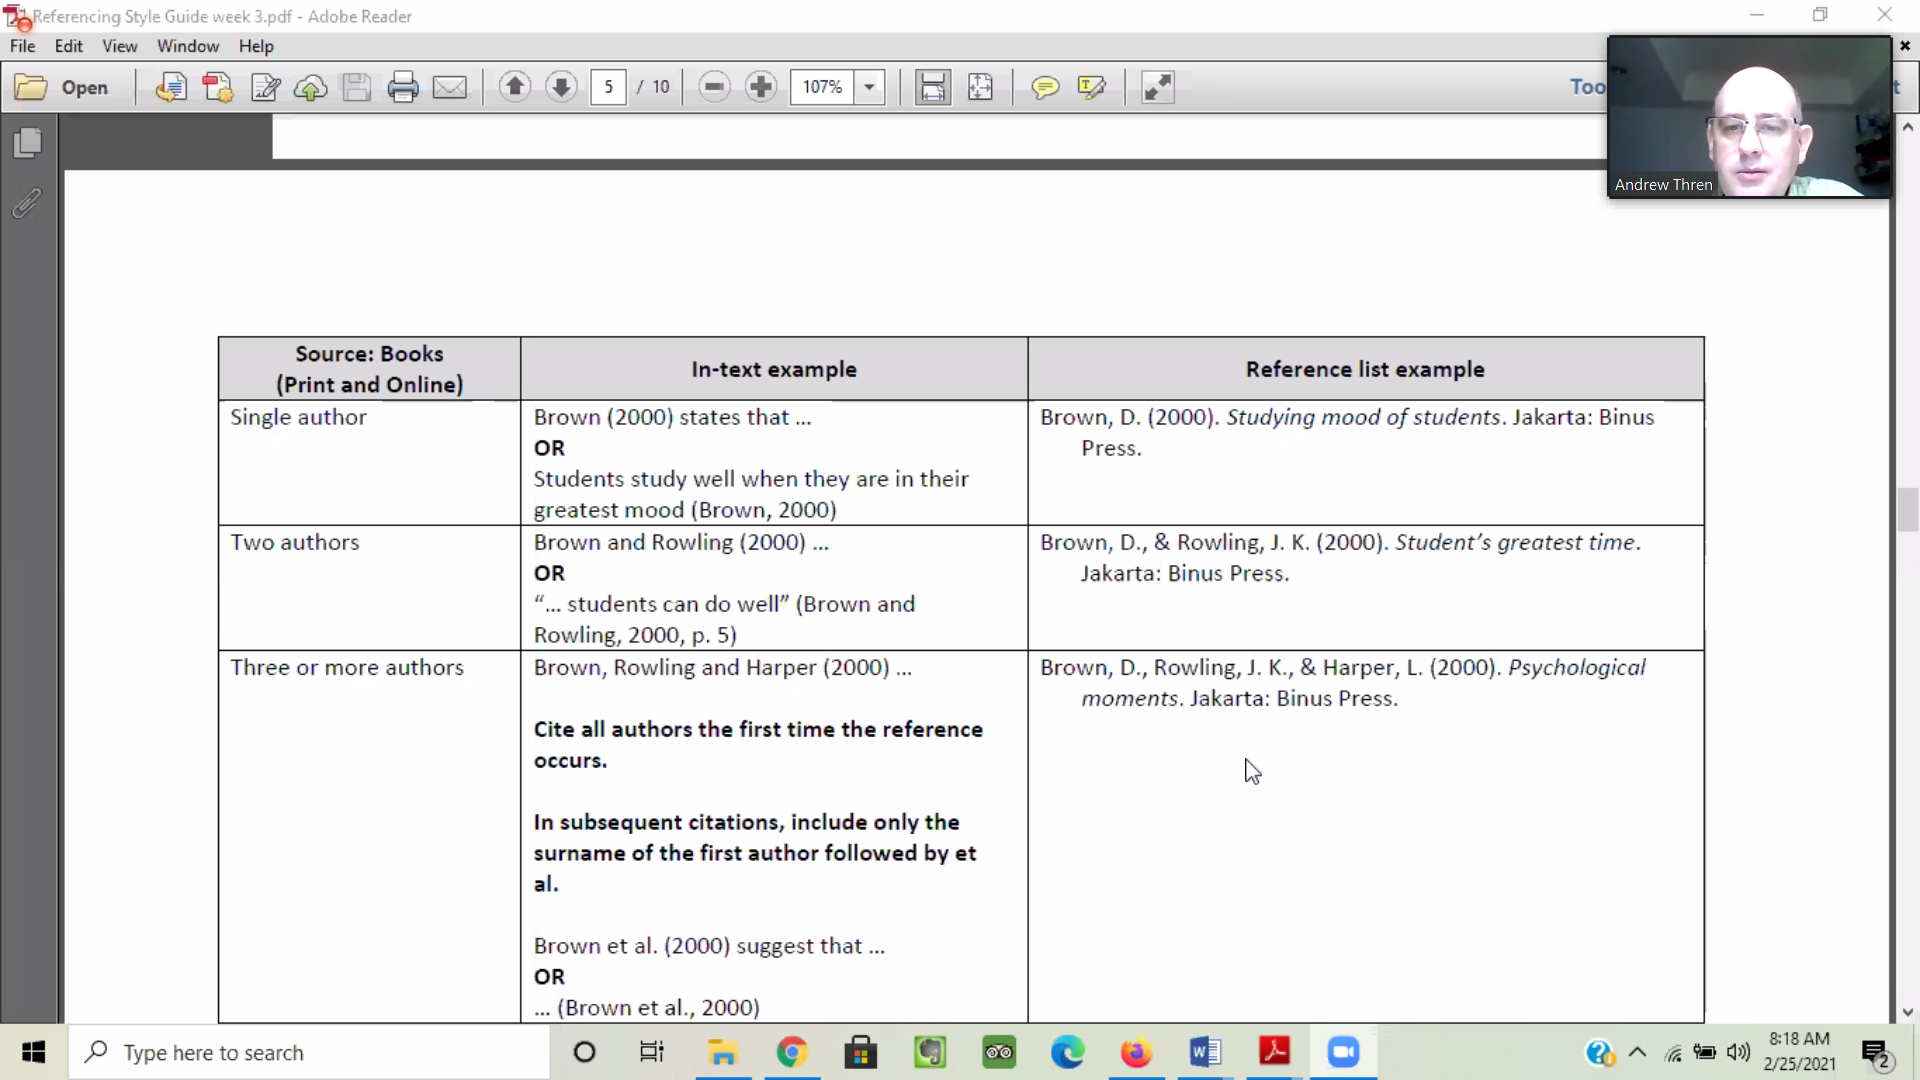 Referencing Style Guide week 3.pdf - Adobe Reader
File Edit View Window Help
Open 5 / 10 107% Too t
Andrew Thren
Source: Books
(Print and Online)
In-text example
Reference list example
Single author
Brown (2000) states that ...
OR
Students study well when they are in their
greatest mood (Brown, 2000)
Brown, D. (2000). Studying mood of students. Jakarta: Binus
Press.
Two authors
Brown and Rowling (2000) ...
OR
“... students can do well” (Brown and
Rowling, 2000, p. 5)
Brown, D., & Rowling, J. K. (2000). Student’s greatest time.
Jakarta: Binus Press.
Three or more authors
Brown, Rowling and Harper (2000) ...
Cite all authors the first time the reference
occurs.
In subsequent citations, include only the
surname of the first author followed by et
al.
Brown et al. (2000) suggest that ...
OR
... (Brown et al., 2000)
Brown, D., Rowling, J. K., & Harper, L. (2000). Psychological
moments. Jakarta: Binus Press.
Type here to search
8:18 AM
2/25/2021
2